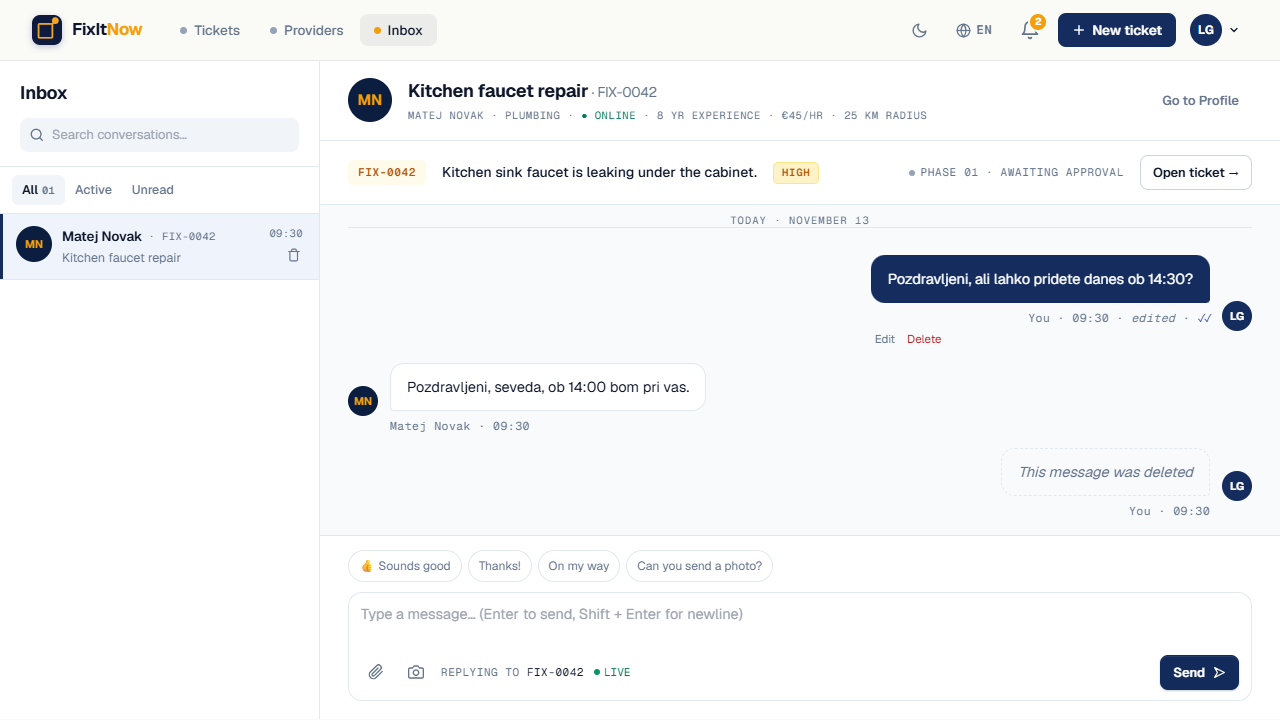 FixItNow
Tickets
Providers
Inbox
EN
2
+ New ticket
LG
Inbox
Search conversations...
All 01
Active
Unread
MN
Matej Novak · FIX-0042
09:30
Kitchen faucet repair
MN
Kitchen faucet repair · FIX-0042
MATEJ NOVAK · PLUMBING · ● ONLINE · 8 YR EXPERIENCE · €45/HR · 25 KM RADIUS
Go to Profile
FIX-0042
Kitchen sink faucet is leaking under the cabinet.
HIGH
PHASE 01 · AWAITING APPROVAL
Open ticket →
TODAY · NOVEMBER 13
Pozdravljeni, ali lahko pridete danes ob 14:30?
You · 09:30 · edited · ✓✓
LG
Edit
Delete
Pozdravljeni, seveda, ob 14:00 bom pri vas.
MN
Matej Novak · 09:30
This message was deleted
LG
You · 09:30
👍 Sounds good
Thanks!
On my way
Can you send a photo?
Type a message… (Enter to send, Shift + Enter for newline)
REPLYING TO FIX-0042
● LIVE
Send